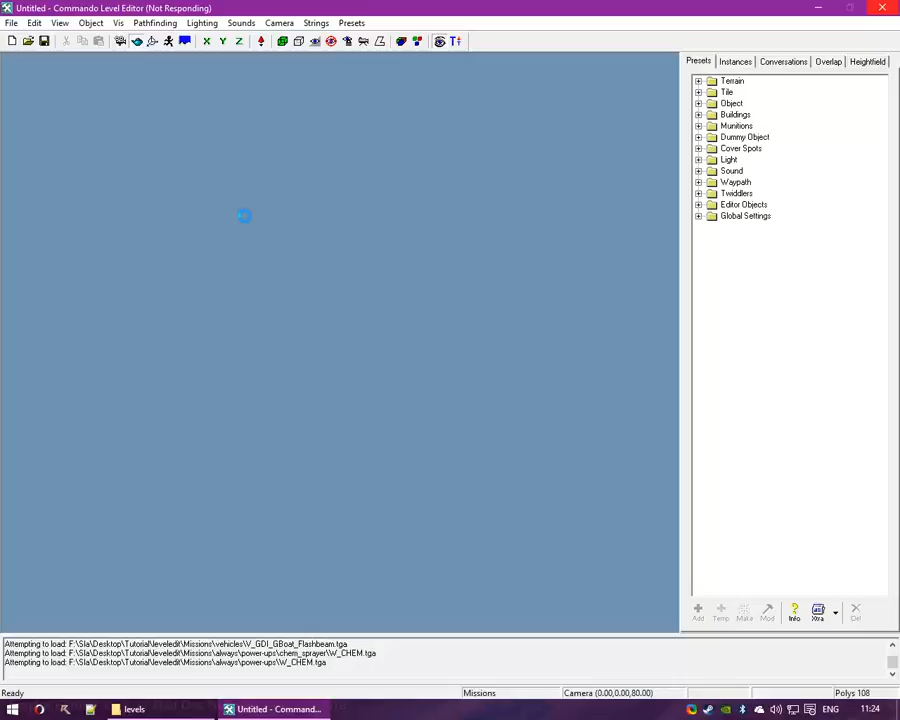 Untitled - Commando Level Editor (Not Responding)
File Edit View Object Vis Pathfinding Lighting Sounds Camera Strings Presets
X Y Z
Presets Instances Conversations Overlap Heightfield
Terrain
Tile
Object
Buildings
Munitions
Dummy Object
Cover Spots
Light
Sound
Waypath
Twiddlers
Editor Objects
Global Settings
Add Temp Make Mod Info Xtra Del
Attempting to load: F:\Sla\Desktop\Tutorial\leveledit\Missions\vehicles\V_GDI_GBoat_Flashbeam.tga
Attempting to load: F:\Sla\Desktop\Tutorial\leveledit\Missions\always\power-ups\chem_sprayer\W_CHEM.tga
Attempting to load: F:\Sla\Desktop\Tutorial\leveledit\Missions\always\power-ups\W_CHEM.tga
Ready Missions Camera (0.00,0.00,80.00) Polys 108
levels Untitled - Comman... ENG 11:24